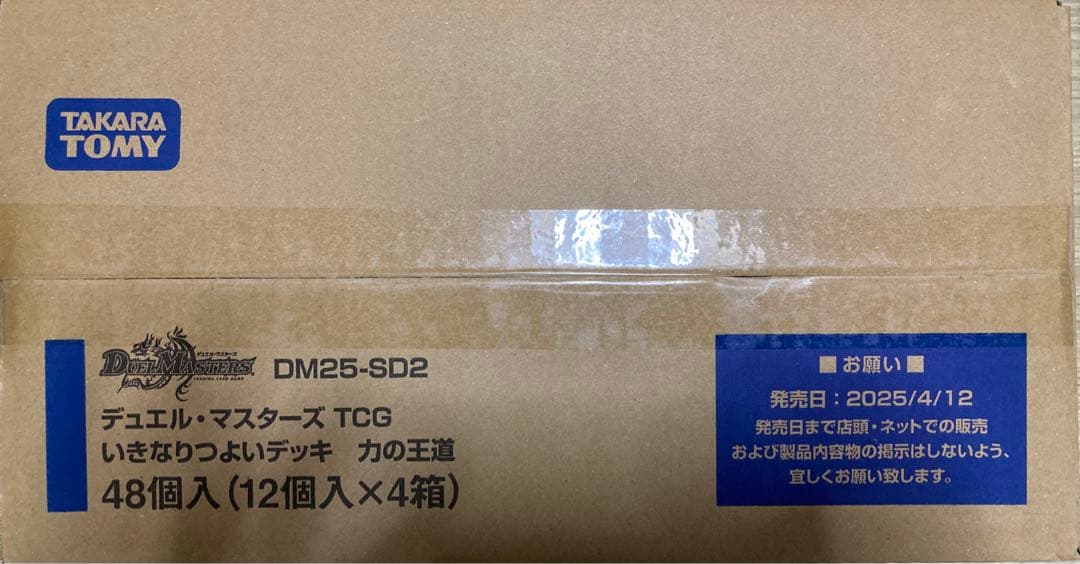 TAKARA
TOMY
デュエル・マスターズ
DUEL MASTERS
TRADING CARD GAME
DM25-SD2
デュエル・マスターズ TCG
いきなりつよいデッキ 力の王道
48個入(12個入×4箱)
■お願い■
発売日:2025/4/12
発売日まで店頭・ネットでの販売
および製品内容物の掲示はしないよう、
宜しくお願い致します。